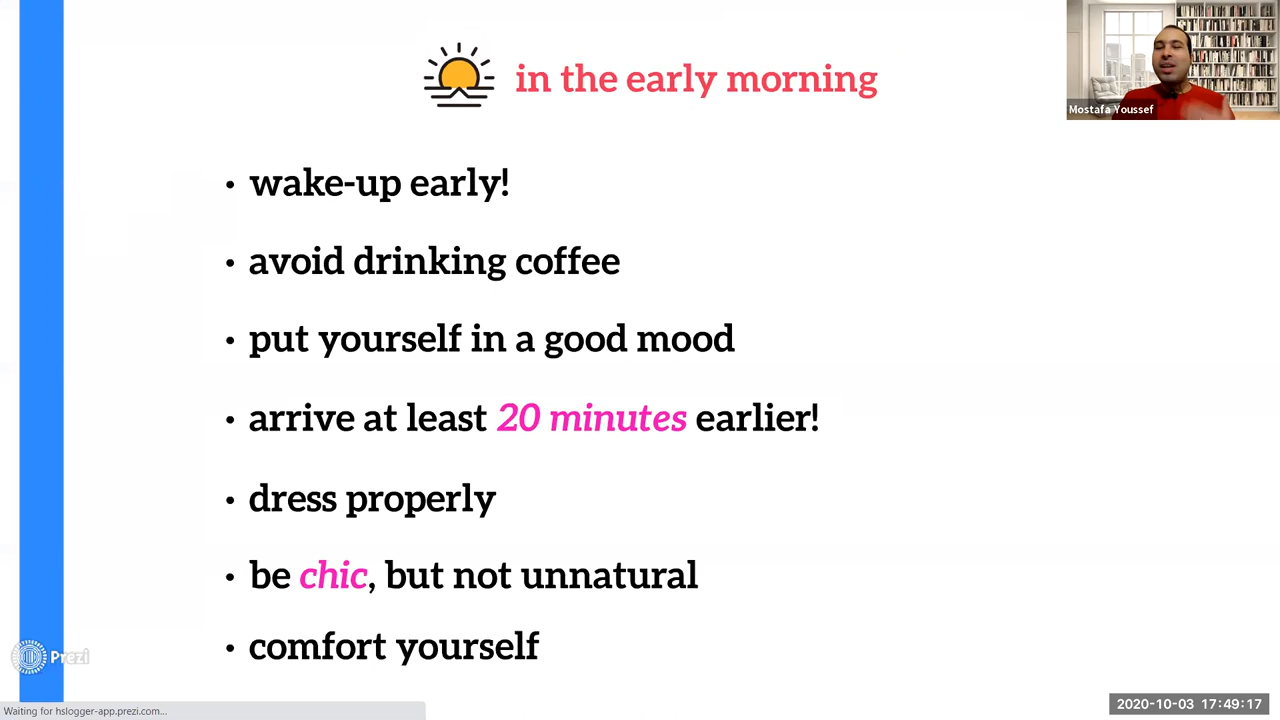 in the early morning
Mostafa Youssef
• wake-up early!
• avoid drinking coffee
• put yourself in a good mood
• arrive at least 20 minutes earlier!
• dress properly
• be chic, but not unnatural
• comfort yourself
Prezi
Waiting for hslogger-app.prezi.com...
2020-10-03 17:49:17